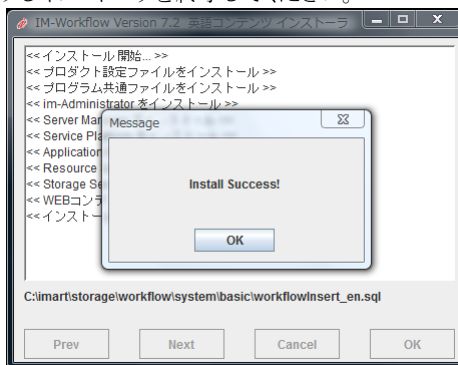 IM-Workflow Version 7.2 英語コンテンツ インストーラ
<<インストール開始... >>
<< プロダクト設定ファイルをインストール >>
<< プログラム共通ファイルをインストール >>
<< im-Administrator をインストール >>
<< Server Man
<< Service Pla
<< Application
<< Resource
<< Storage Se
<< WEBコンテ
<<インストー
Message
Install Success!
OK
C:\imart\storage\workflow\system\basic\workflowInsert_en.sql
Prev Next Cancel OK